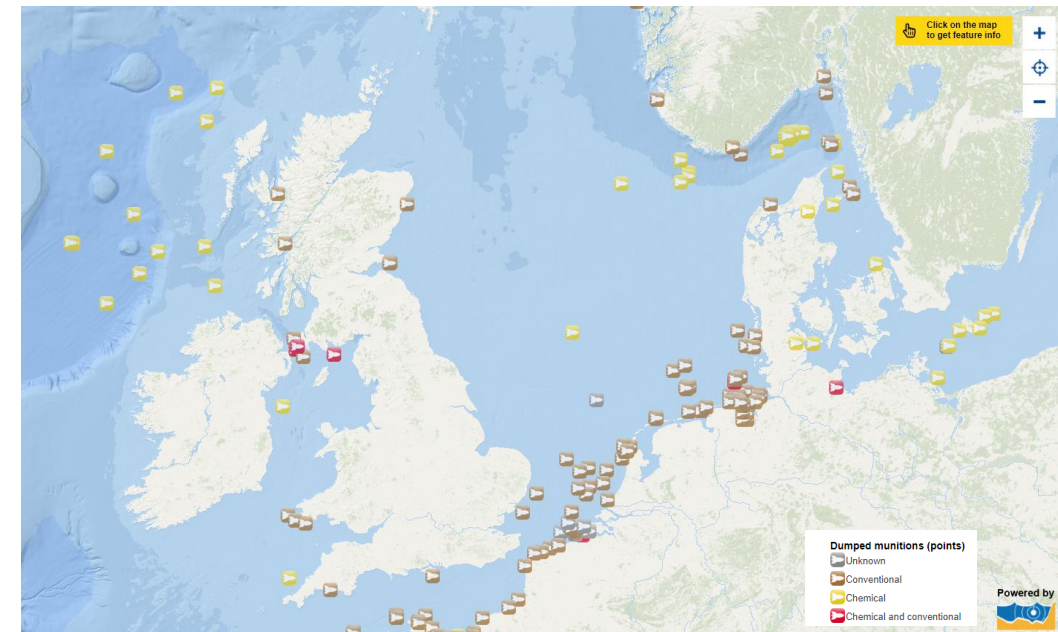 Click on the map
to get feature info
+
−
Dumped munitions (points)
Unknown
Conventional
Chemical
Chemical and conventional
Powered by